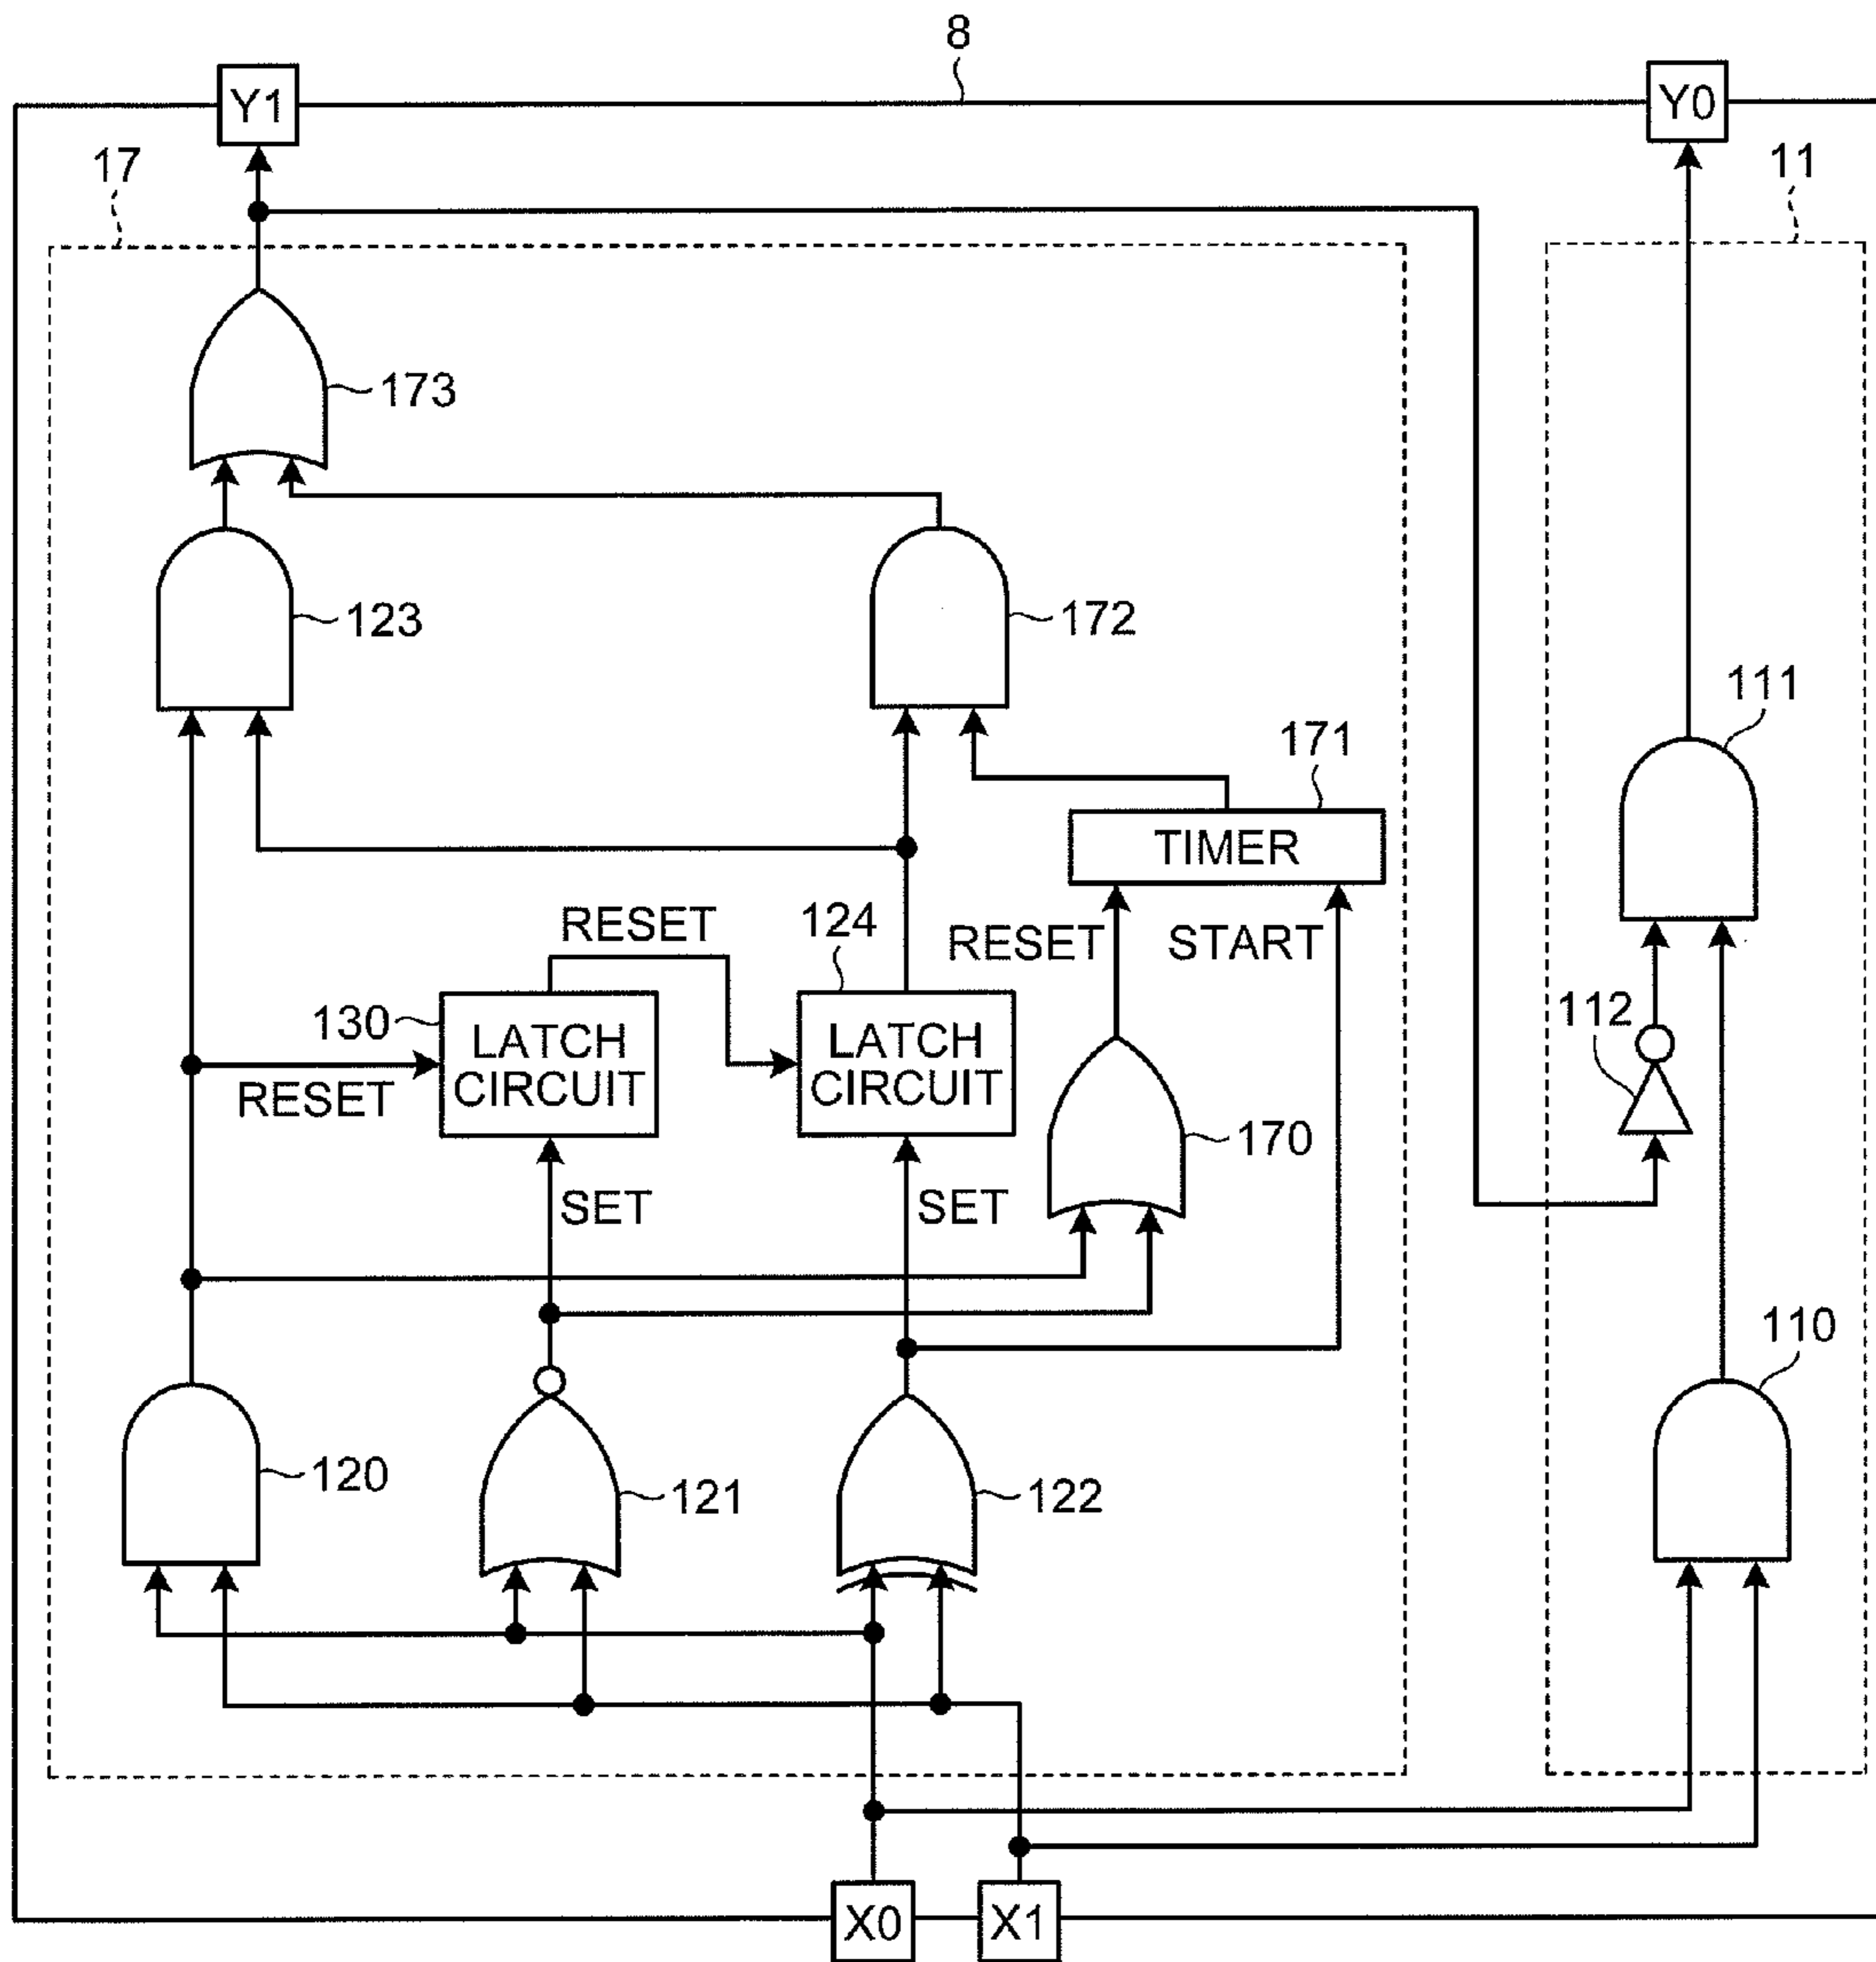 8
Y1
Y0
17
11
173
123
172
111
171
TIMER
RESET
124
RESET
START
130
LATCH
CIRCUIT
LATCH
CIRCUIT
112
RESET
170
SET
SET
110
120
121
122
X0
X1